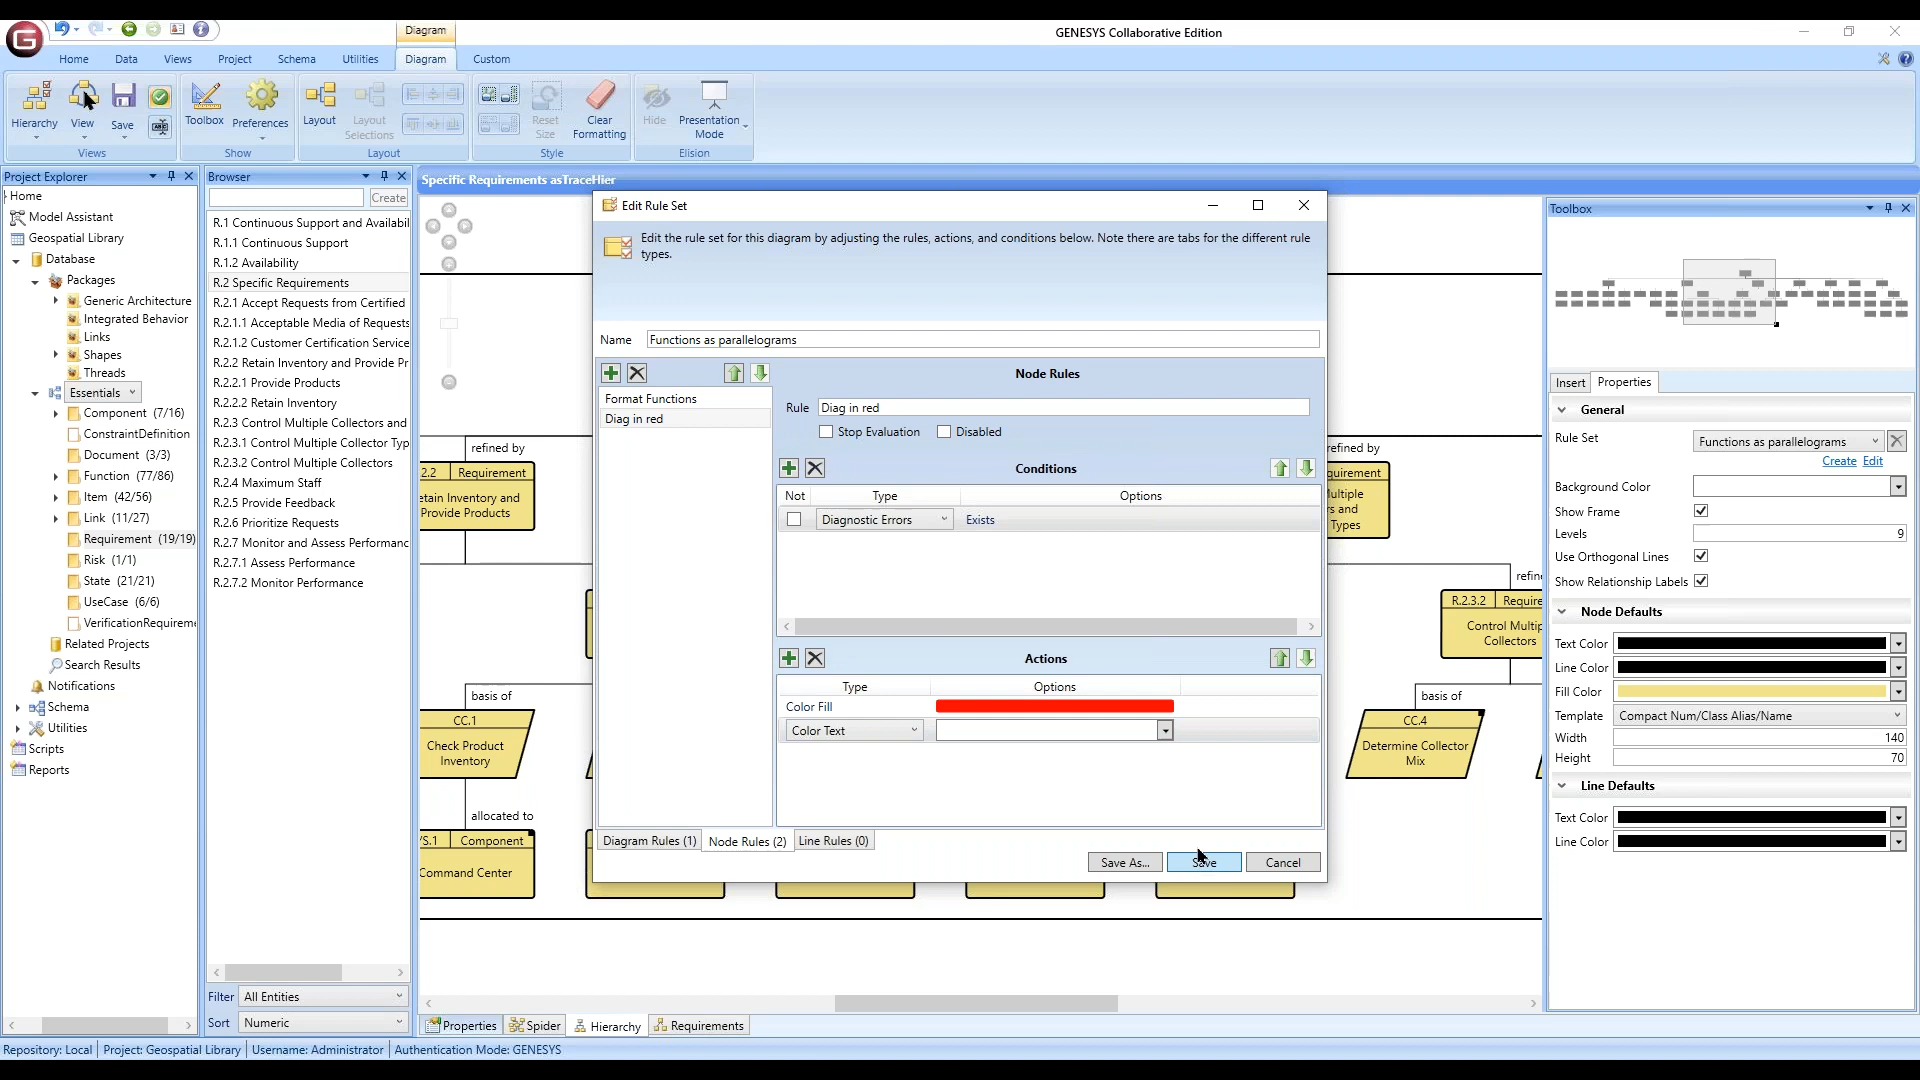 Diagram
GENESYS Collaborative Edition
G
Home Data Views Project Schema Utilities Diagram Custom
Hierarchy View Save Toolbox Preferences Layout Layout Selections Reset Size Clear Formatting Hide Presentation Mode
Views Show Layout Style Elision
Project Explorer
Home
Model Assistant
Geospatial Library
Database
Packages
Generic Architecture
Integrated Behavior
Links
Shapes
Threads
Essentials
Component (7/16)
ConstraintDefinition
Document (3/3)
Function (77/86)
Item (42/56)
Link (11/27)
Requirement (19/19)
Risk (1/1)
State (21/21)
UseCase (6/6)
VerificationRequireme
Related Projects
Search Results
Notifications
Schema
Utilities
Scripts
Reports
Browser
Create
R.1 Continuous Support and Availabil
R.1.1 Continuous Support
R.1.2 Availability
R.2 Specific Requirements
R.2.1 Accept Requests from Certified
R.2.1.1 Acceptable Media of Requests
R.2.1.2 Customer Certification Service
R.2.2 Retain Inventory and Provide Pr
R.2.2.1 Provide Products
R.2.2.2 Retain Inventory
R.2.3 Control Multiple Collectors and
R.2.3.1 Control Multiple Collector Typ
R.2.3.2 Control Multiple Collectors
R.2.4 Maximum Staff
R.2.5 Provide Feedback
R.2.6 Prioritize Requests
R.2.7 Monitor and Assess Performanc
R.2.7.1 Assess Performance
R.2.7.2 Monitor Performance
Filter All Entities
Sort Numeric
Specific Requirements asTraceHier
refined by
2.2 Requirement
etain Inventory and
Provide Products
basis of
CC.1
Check Product
Inventory
allocated to
S.1 Component
Command Center
Edit Rule Set
Edit the rule set for this diagram by adjusting the rules, actions, and conditions below. Note there are tabs for the different rule
types.
Name Functions as parallelograms
Format Functions
Diag in red
Node Rules
Rule Diag in red
Stop Evaluation Disabled
Conditions
Not Type Options
Diagnostic Errors Exists
Actions
Type Options
Color Fill
Color Text
Diagram Rules (1) Node Rules (2) Line Rules (0)
Save As... Save Cancel
refined by
quirement
ultiple
rs and
Types
refin
R.2.3.2 Require
Control Multip
Collectors
basis of
CC.4
Determine Collector
Mix
Properties Spider Hierarchy Requirements
Toolbox
Insert Properties
General
Rule Set Functions as parallelograms
Create Edit
Background Color
Show Frame
Levels 9
Use Orthogonal Lines
Show Relationship Labels
Node Defaults
Text Color
Line Color
Fill Color
Template Compact Num/Class Alias/Name
Width 140
Height 70
Line Defaults
Text Color
Line Color
Repository: Local Project: Geospatial Library Username: Administrator Authentication Mode: GENESYS